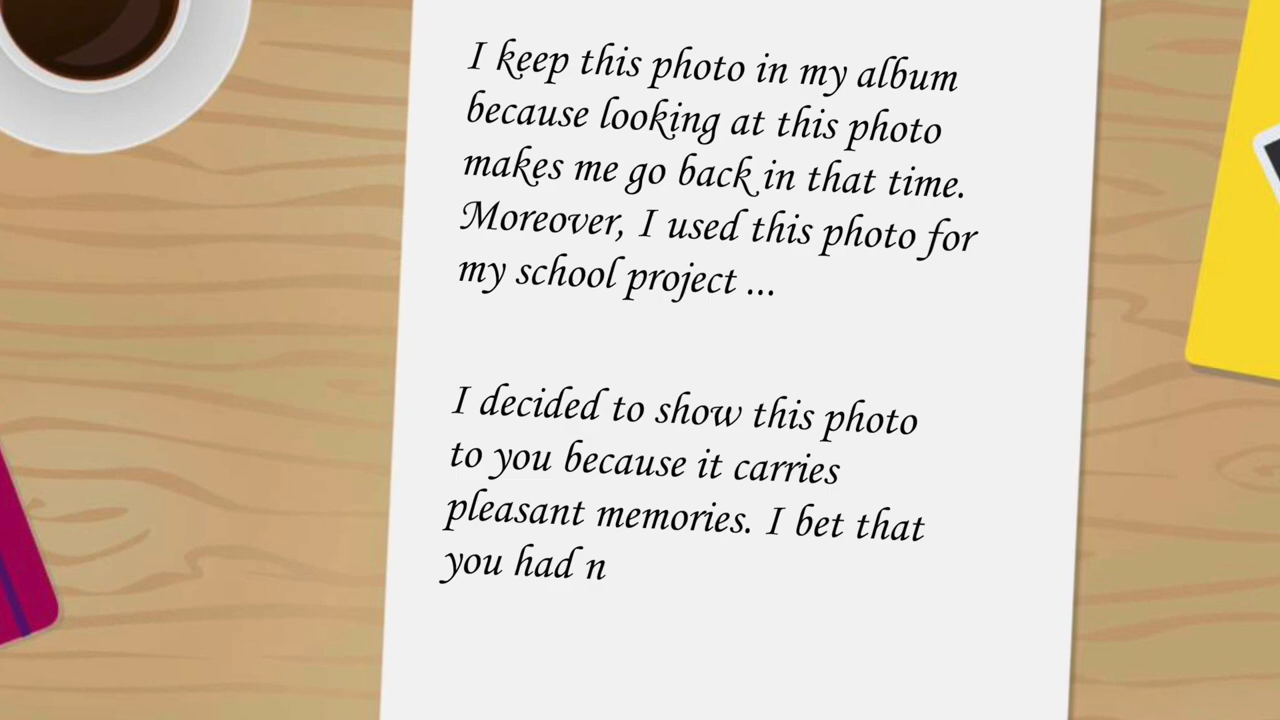 I keep this photo in my album
because looking at this photo
makes me go back in that time.
Moreover, I used this photo for
my school project ...
I decided to show this photo
to you because it carries
pleasant memories. I bet that
you had n